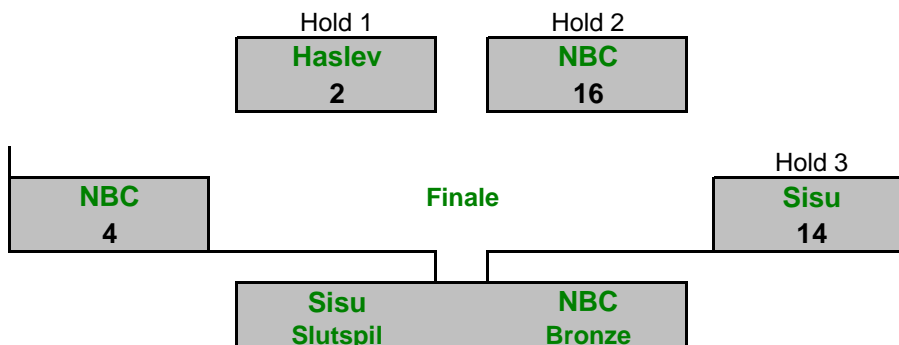 Hold 1 Hold 2
Haslev NBC
2 16
Hold 3
NBC Finale Sisu
4 14
Sisu NBC
Slutspil Bronze